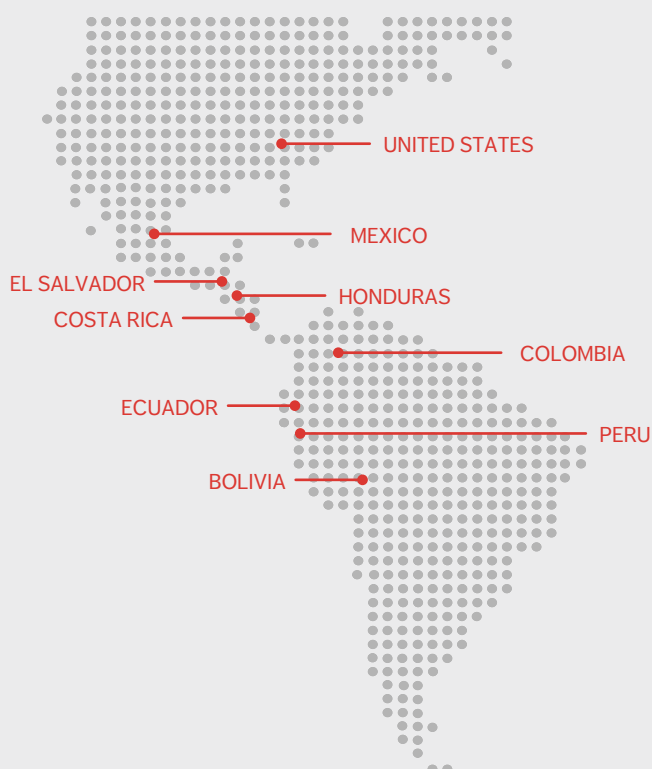 UNITED STATES
MEXICO
EL SALVADOR
HONDURAS
COSTA RICA
COLOMBIA
ECUADOR
PERU
BOLIVIA